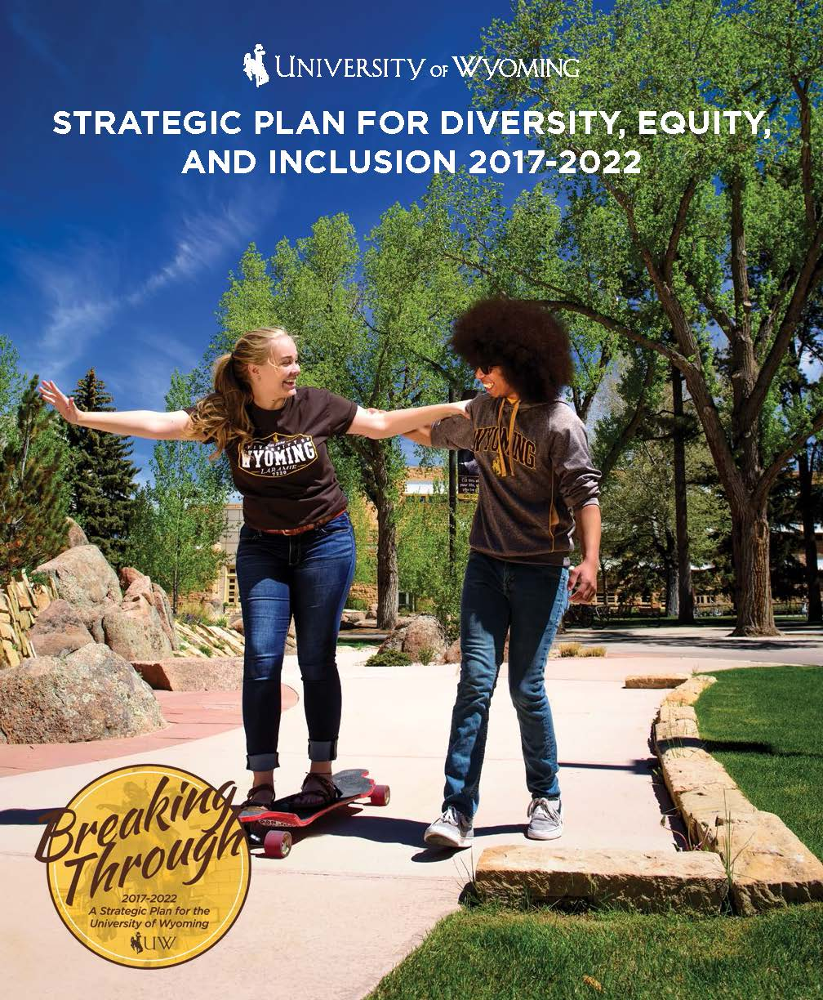 UNIVERSITY OF WYOMING
STRATEGIC PLAN FOR DIVERSITY, EQUITY,
AND INCLUSION 2017-2022
WYOMING
LARAMIE
7220
WYOMING
Breaking
Through
2017-2022
A Strategic Plan for the
University of Wyoming
UW